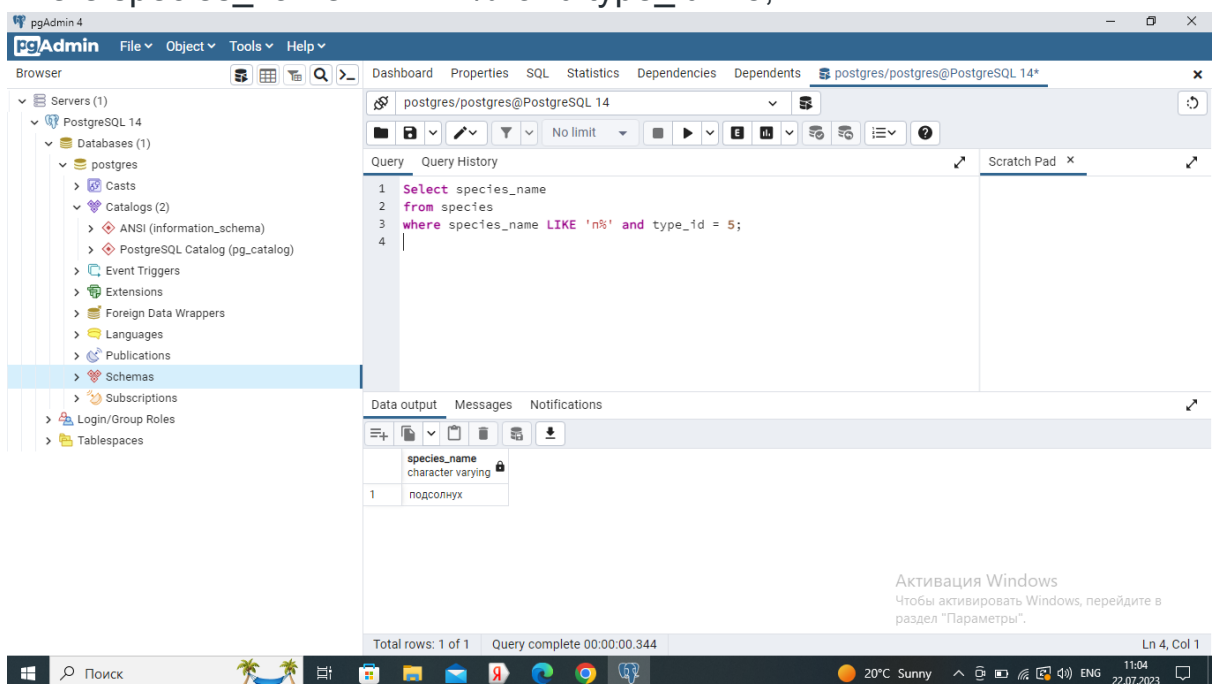 pgAdmin 4
pgAdmin File Object Tools Help
Browser
Servers (1)
PostgreSQL 14
Databases (1)
postgres
Casts
Catalogs (2)
ANSI (information_schema)
PostgreSQL Catalog (pg_catalog)
Event Triggers
Extensions
Foreign Data Wrappers
Languages
Publications
Schemas
Subscriptions
Login/Group Roles
Tablespaces
Dashboard Properties SQL Statistics Dependencies Dependents postgres/postgres@PostgreSQL 14*
postgres/postgres@PostgreSQL 14
No limit
Query Query History
Scratch Pad
1 Select species_name
2 from species
3 where species_name LIKE 'п%' and type_id = 5;
4
Data output Messages Notifications
species_name
character varying
1 подсолнух
Активация Windows
Чтобы активировать Windows, перейдите в
раздел "Параметры".
Total rows: 1 of 1 Query complete 00:00:00.344 Ln 4, Col 1
Поиск
20°C Sunny ENG
11:04
22.07.2023